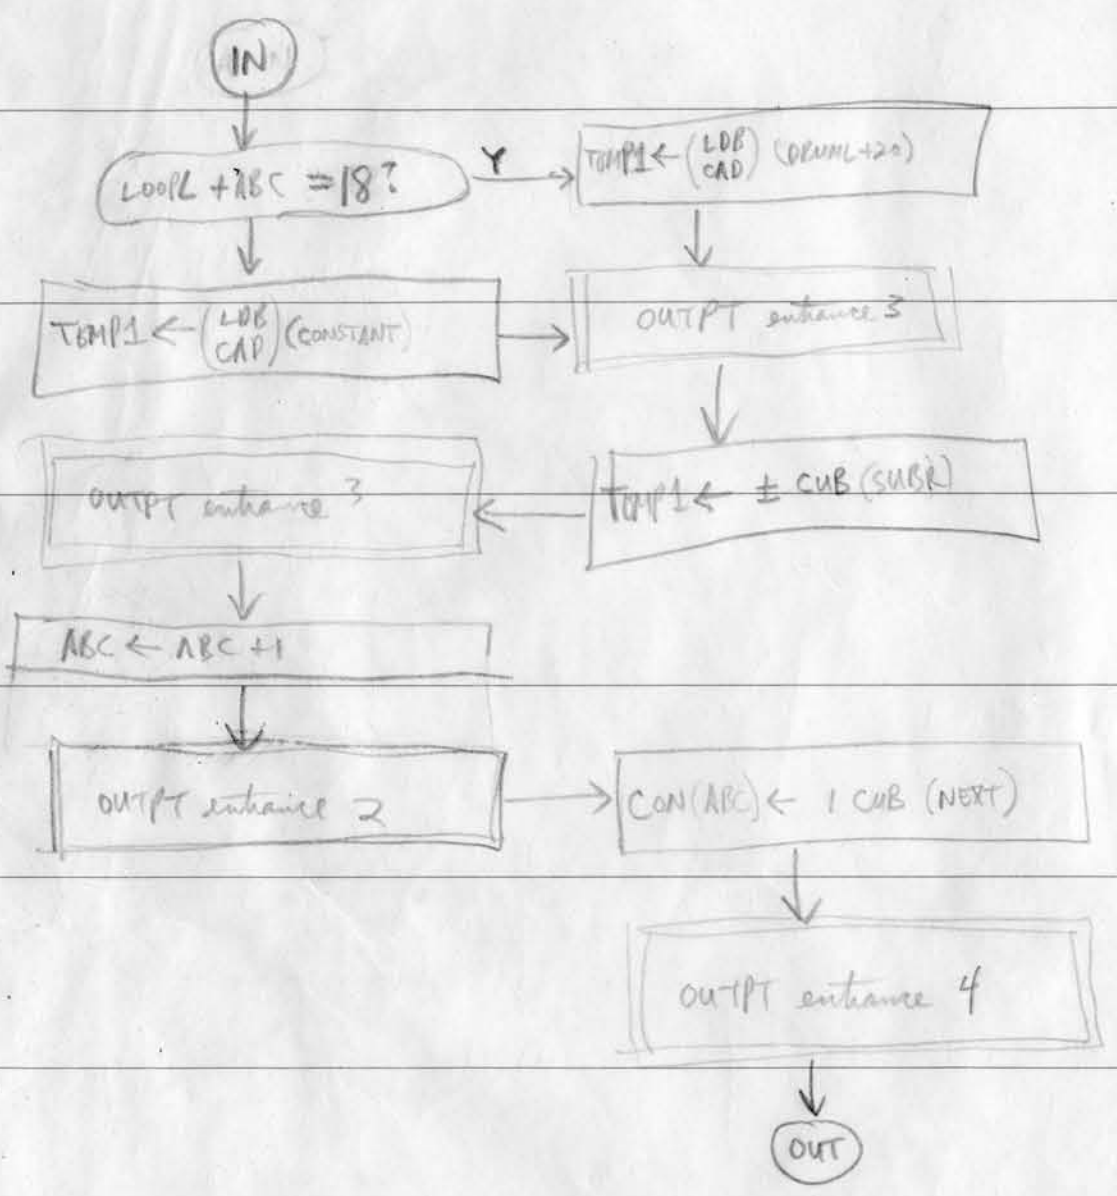 IN
LOOPL + ABC = 18?
Y
TEMP1 ← (LDB
CAD) (DRUML+20)
TEMP1 ← (LDB
CAD) (CONSTANT)
OUTPT entrance 3
OUTPT entrance 3
TEMP1 ← ± CUB (SUBR)
ABC ← ABC +1
OUTPT entrance 2
CON(ABC) ← 1 CUB (NEXT)
OUTPT entrance 4
OUT